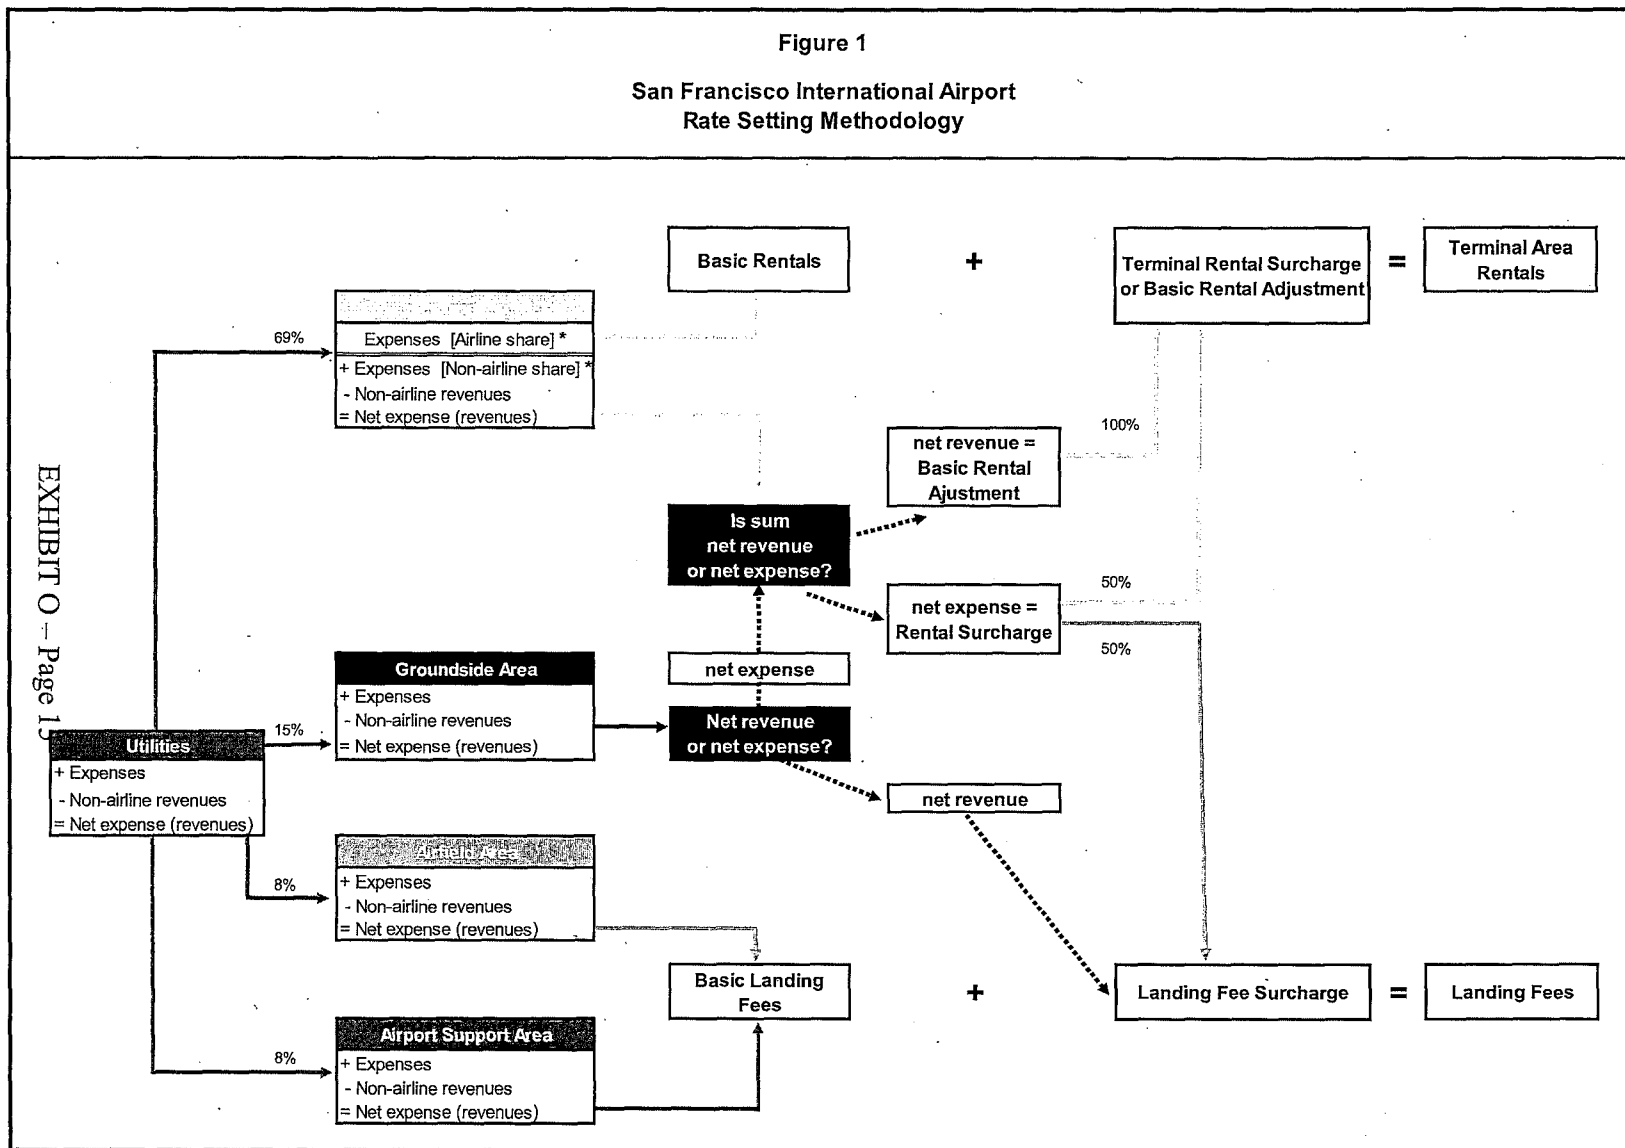 Figure 1
San Francisco International Airport
Rate Setting Methodology
Basic Rentals
+
Terminal Rental Surcharge
or Basic Rental Adjustment
=
Terminal Area
Rentals
69%
Expenses [Airline share] *
+ Expenses [Non-airline share] *
- Non-airline revenues
= Net expense (revenues)
100%
net revenue =
Basic Rental
Ajustment
EXHIBIT O – Page 15
Is sum
net revenue
or net expense?
50%
net expense =
Rental Surcharge
50%
net expense
Groundside Area
+ Expenses
- Non-airline revenues
= Net expense (revenues)
Net revenue
or net expense?
15%
Utilities
+ Expenses
- Non-airline revenues
= Net expense (revenues)
net revenue
Airfield Area
+ Expenses
- Non-airline revenues
= Net expense (revenues)
8%
Basic Landing
Fees
+
Landing Fee Surcharge
=
Landing Fees
Airport Support Area
+ Expenses
- Non-airline revenues
= Net expense (revenues)
8%